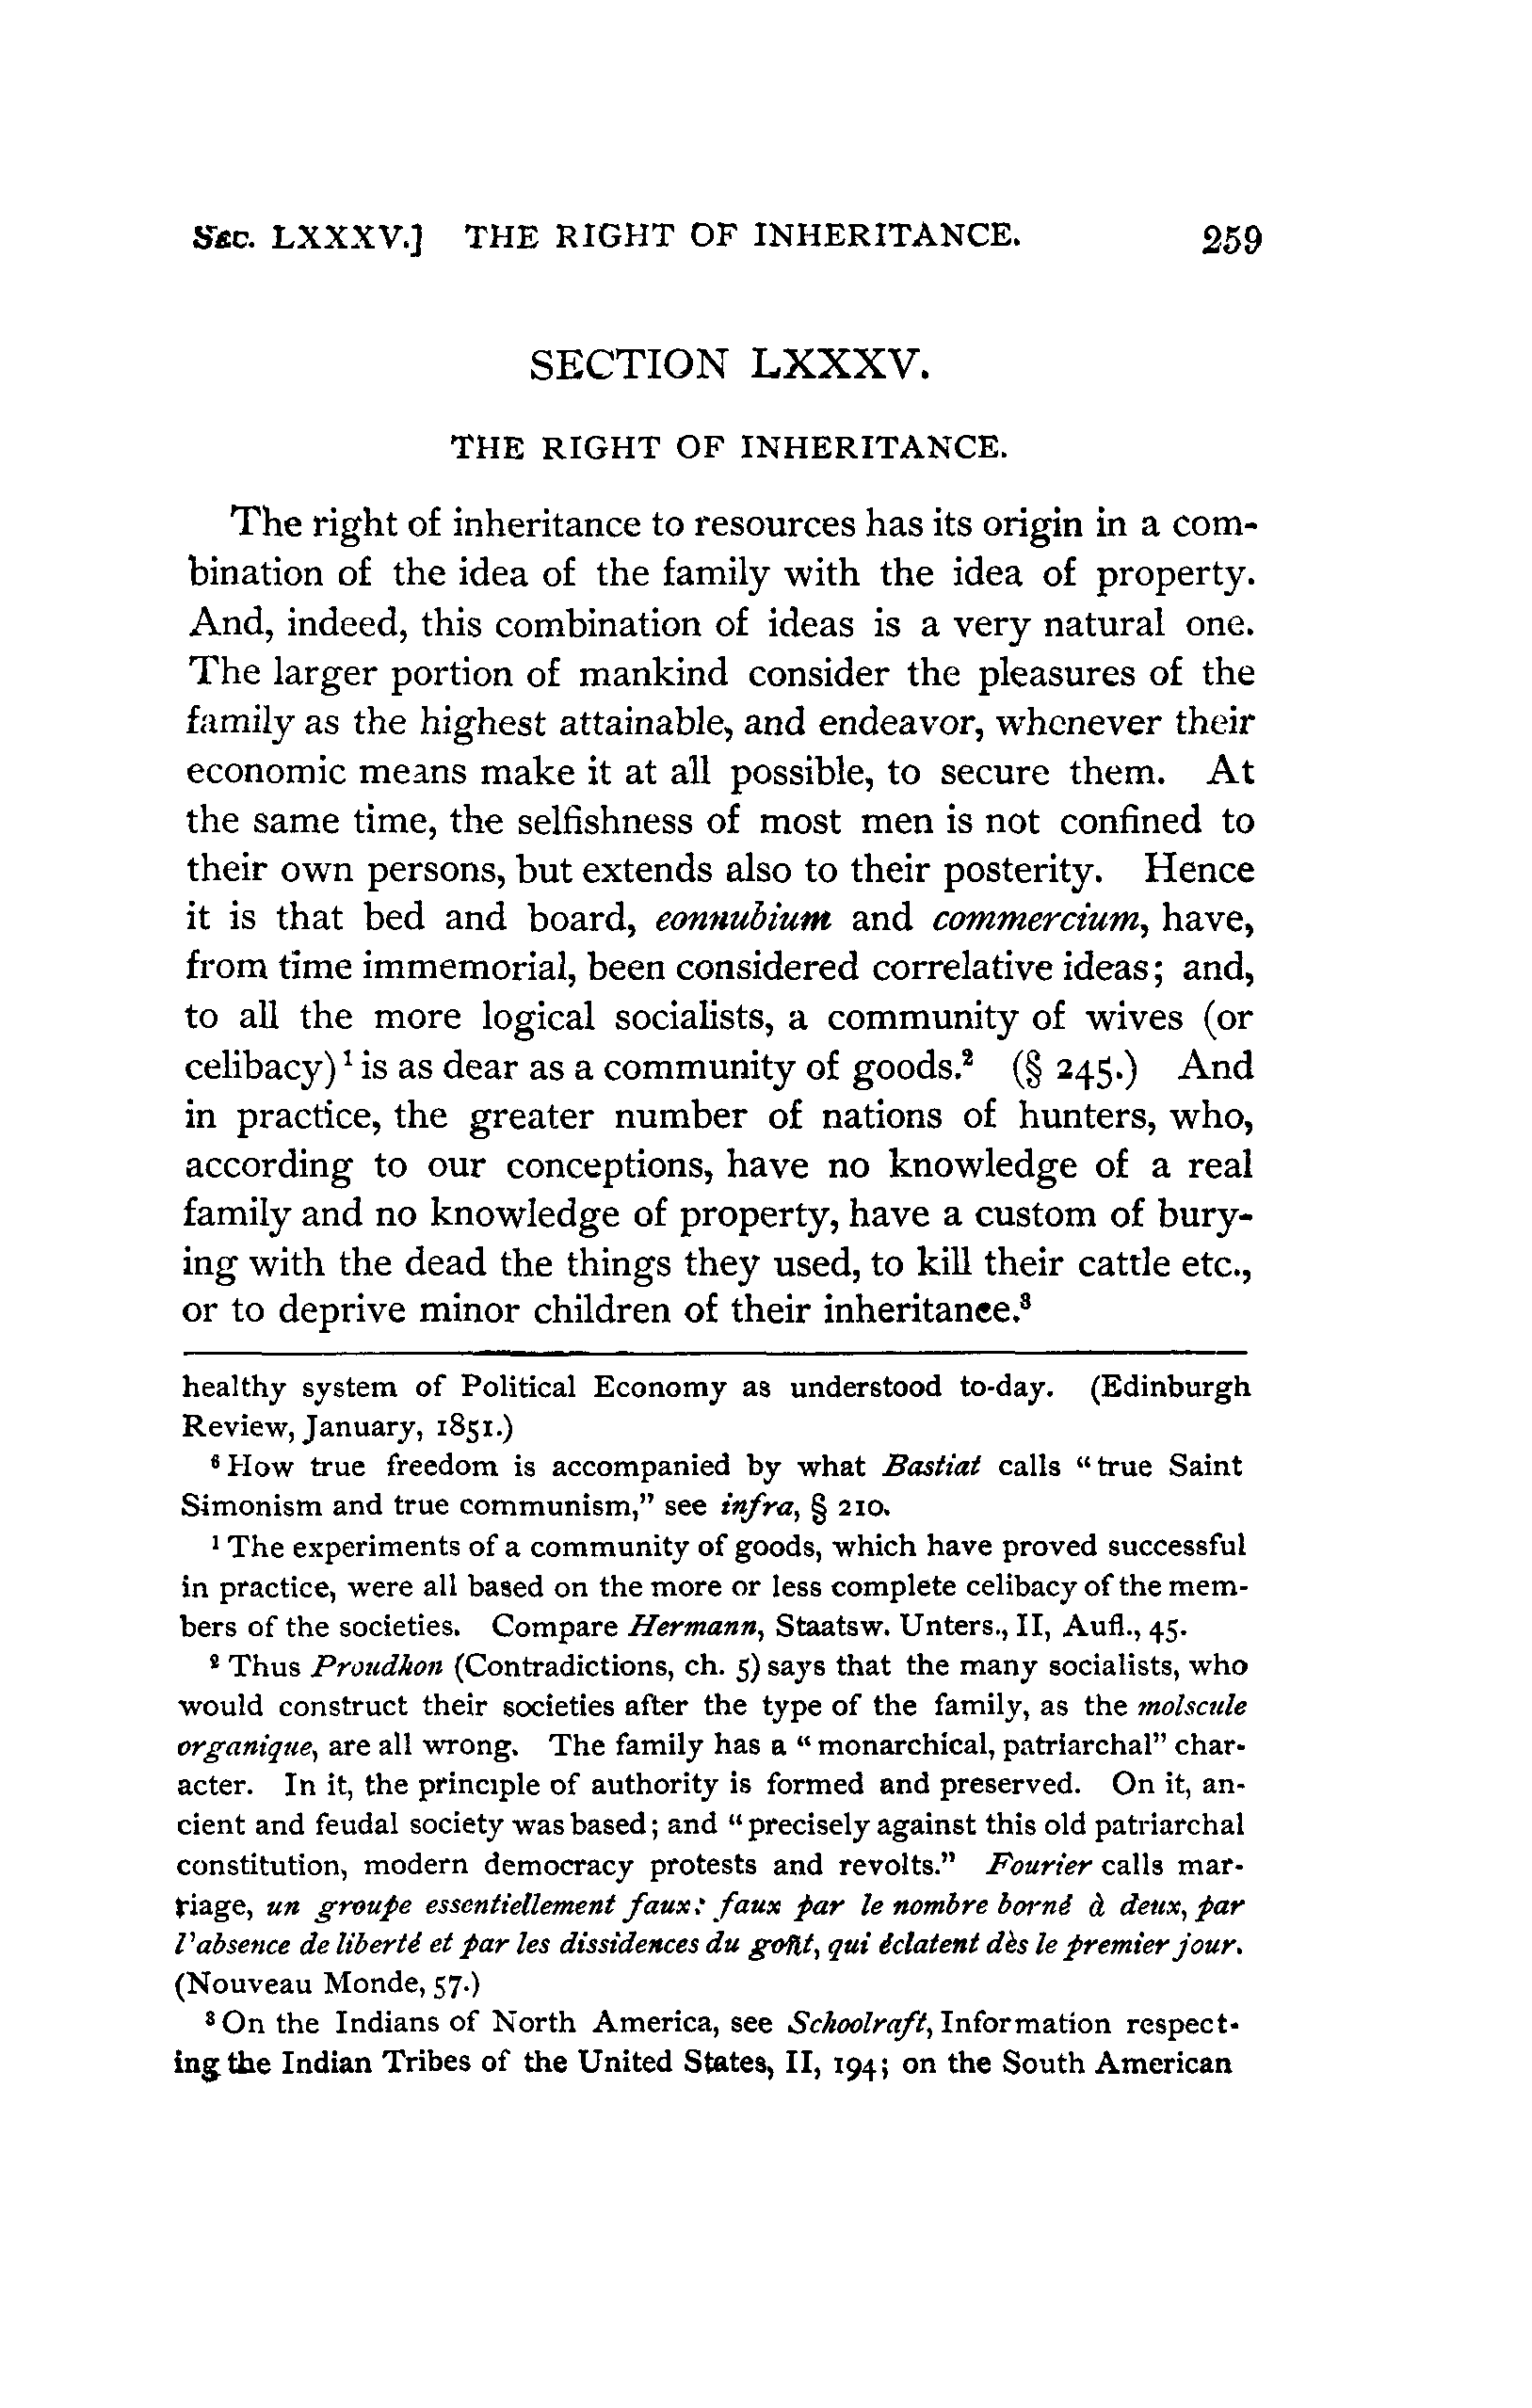 SEC. LXXXV.] THE RIGHT OF INHERITANCE. 259
SECTION LXXXV.
THE RIGHT OF INHERITANCE.
The right of inheritance to resources has its origin in a com-
bination of the idea of the family with the idea of property.
And, indeed, this combination of ideas is a very natural one.
The larger portion of mankind consider the pleasures of the
family as the highest attainable, and endeavor, whenever their
economic means make it at all possible, to secure them. At
the same time, the selfishness of most men is not confined to
their own persons, but extends also to their posterity. Hence
it is that bed and board, eonnubium and commercium, have,
from time immemorial, been considered correlative ideas; and,
to all the more logical socialists, a community of wives (or
celibacy)¹ is as dear as a community of goods.² (§ 245.) And
in practice, the greater number of nations of hunters, who,
according to our conceptions, have no knowledge of a real
family and no knowledge of property, have a custom of bury-
ing with the dead the things they used, to kill their cattle etc.,
or to deprive minor children of their inheritance.³
healthy system of Political Economy as understood to-day. (Edinburgh
Review, January, 1851.)
⁶ How true freedom is accompanied by what Bastiat calls "true Saint
Simonism and true communism," see infra, § 210.
¹ The experiments of a community of goods, which have proved successful
in practice, were all based on the more or less complete celibacy of the mem-
bers of the societies. Compare Hermann, Staatsw. Unters., II, Aufl., 45.
² Thus Proudhon (Contradictions, ch. 5) says that the many socialists, who
would construct their societies after the type of the family, as the molscule
organique, are all wrong. The family has a "monarchical, patriarchal" char-
acter. In it, the principle of authority is formed and preserved. On it, an-
cient and feudal society was based; and "precisely against this old patriarchal
constitution, modern democracy protests and revolts." Fourier calls mar-
riage, un groupe essentiellement faux: faux par le nombre borné à deux, par
l'absence de liberté et par les dissidences du goût, qui éclatent dès le premier jour.
(Nouveau Monde, 57.)
³ On the Indians of North America, see Schoolraft, Information respect-
ing the Indian Tribes of the United States, II, 194; on the South American